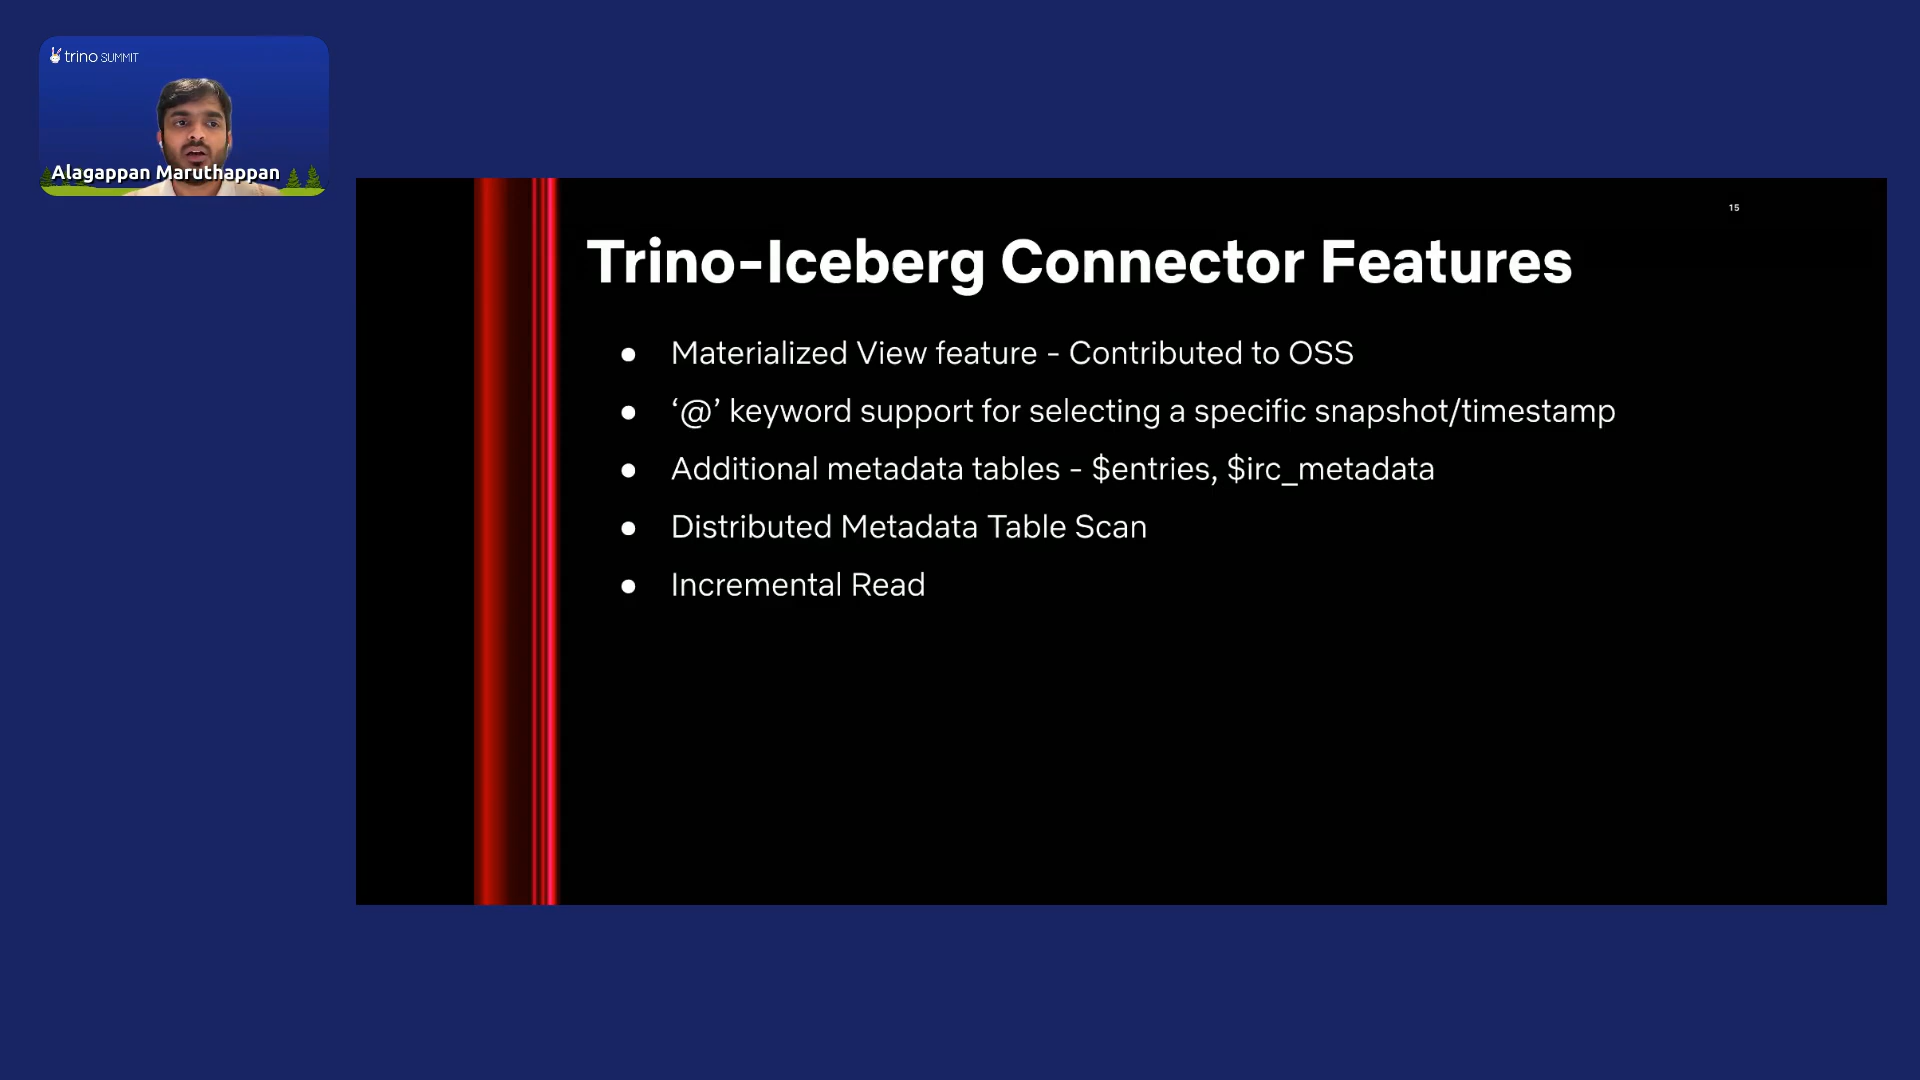 trino SUMMIT
Alagappan Maruthappan
15
Trino-Iceberg Connector Features
● Materialized View feature - Contributed to OSS
● ‘@’ keyword support for selecting a specific snapshot/timestamp
● Additional metadata tables - $entries, $irc_metadata
● Distributed Metadata Table Scan
● Incremental Read